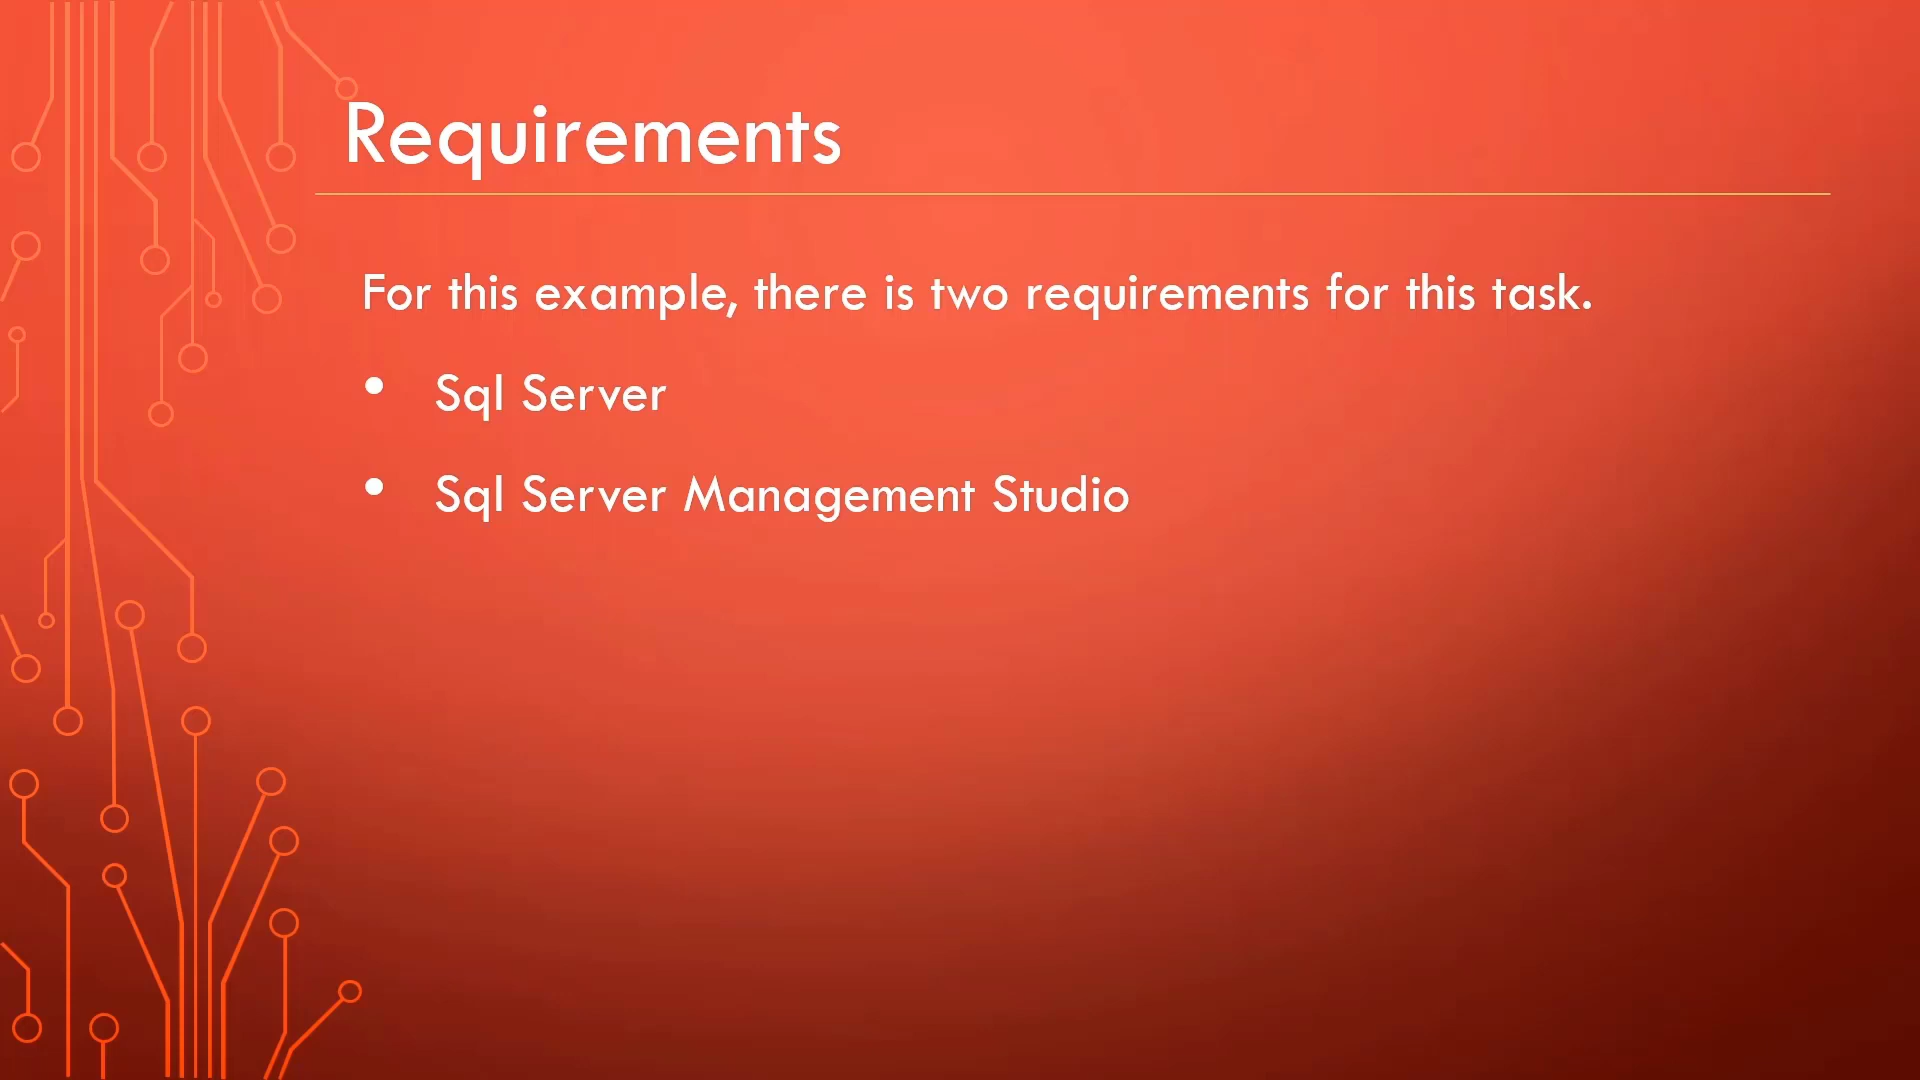 Requirements
For this example, there is two requirements for this task.
• Sql Server
• Sql Server Management Studio